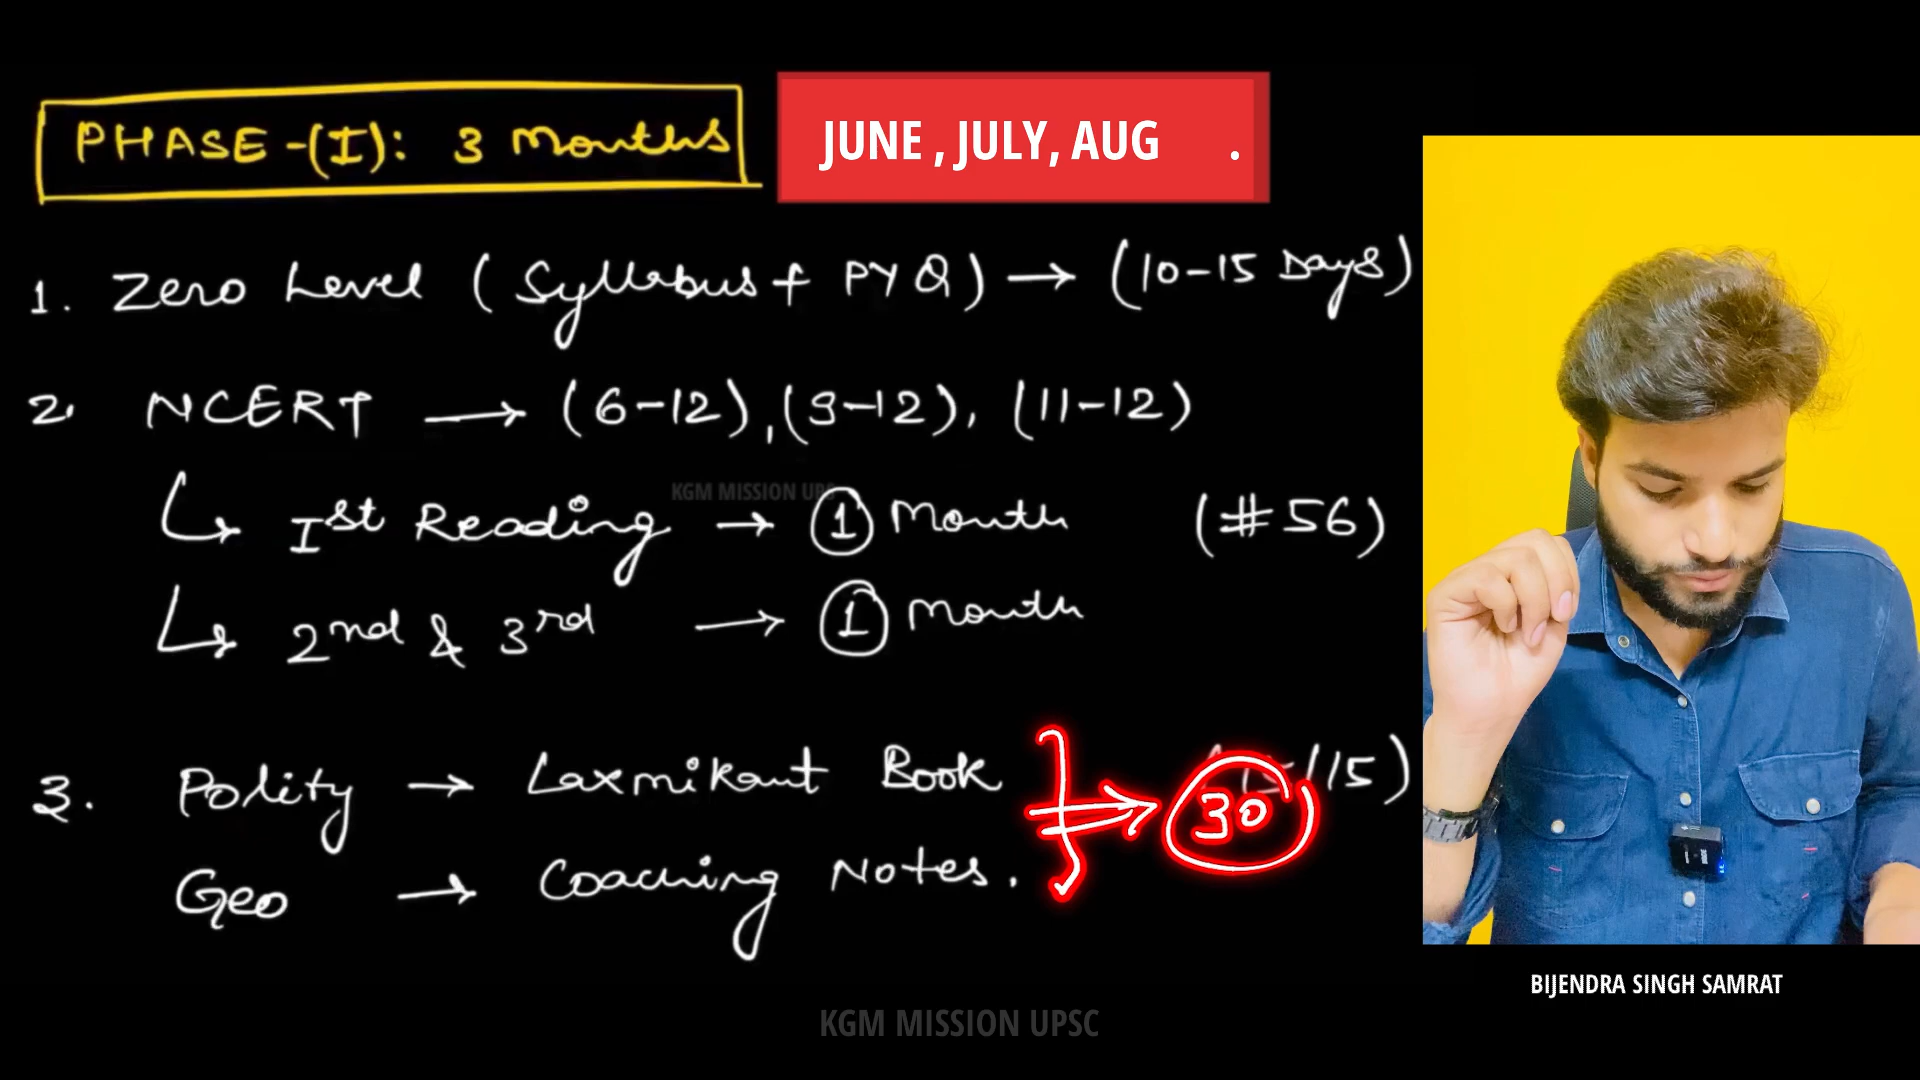 PHASE-(I): 3 Months
JUNE , JULY, AUG .
1. Zero Level (Syllabus + PYQ) → (10-15 Days)
2. NCERT → (6-12), (9-12), (11-12)
KGM MISSION UPSC
↳ Ist Reading → 1 Month (#56)
↳ 2nd & 3rd → 1 Month
3. Polity → Laxmikant Book 30 /15)
Geo → Coaching Notes.
BIJENDRA SINGH SAMRAT
KGM MISSION UPSC